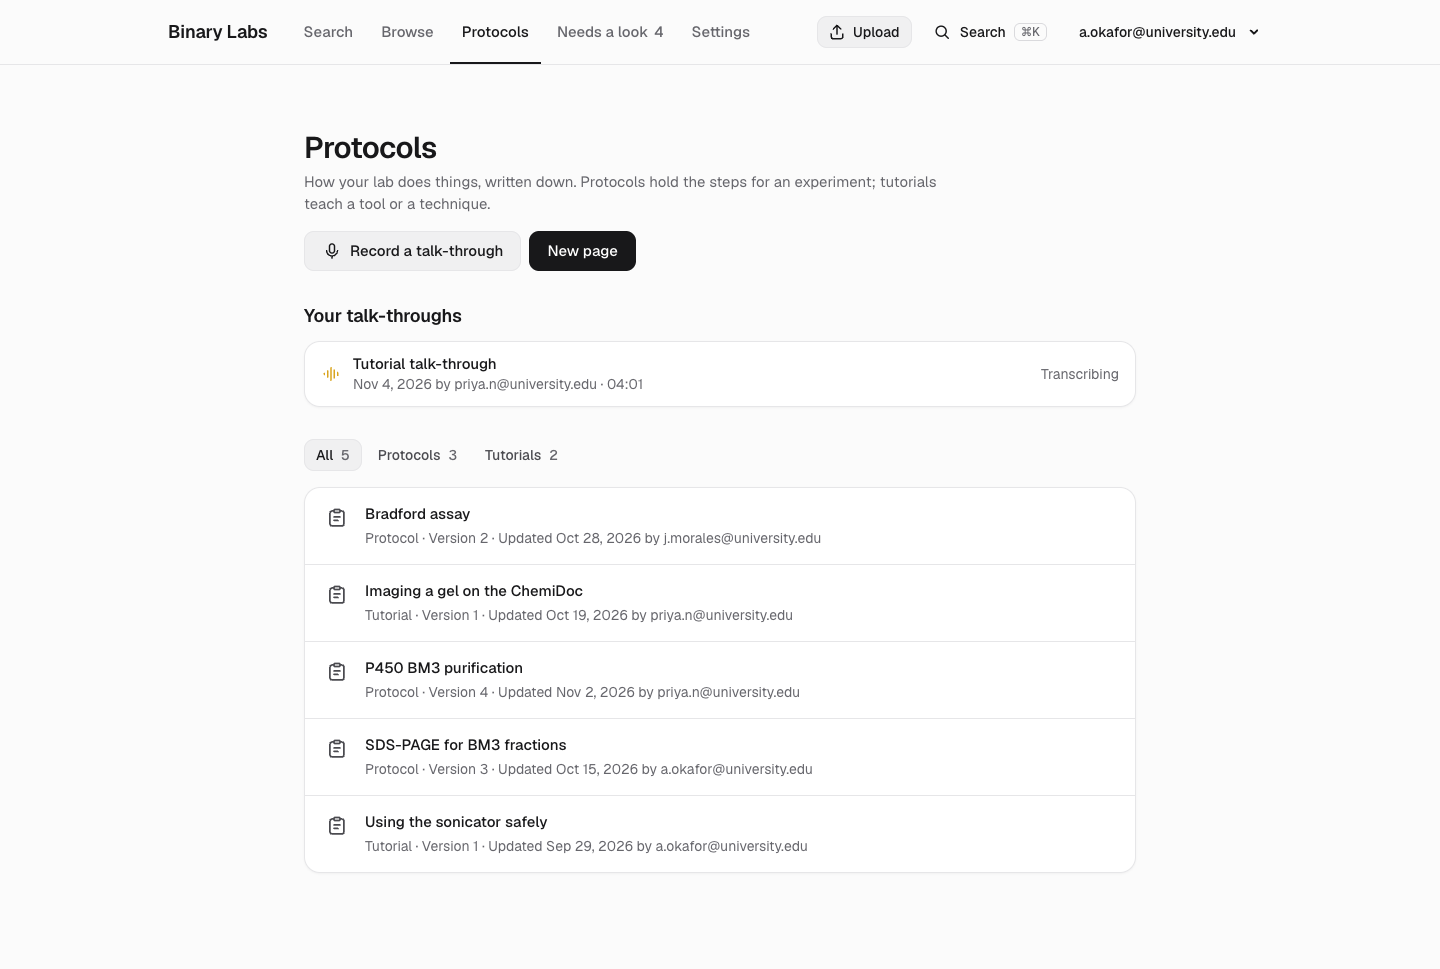 Binary Labs
Search
Browse
Protocols
Needs a look 4
Settings
Upload
Search ⌘K
a.okafor@university.edu
Protocols
How your lab does things, written down. Protocols hold the steps for an experiment; tutorials
teach a tool or a technique.
Record a talk-through
New page
Your talk-throughs
Tutorial talk-through
Nov 4, 2026 by priya.n@university.edu · 04:01
Transcribing
All 5
Protocols 3
Tutorials 2
Bradford assay
Protocol · Version 2 · Updated Oct 28, 2026 by j.morales@university.edu
Imaging a gel on the ChemiDoc
Tutorial · Version 1 · Updated Oct 19, 2026 by priya.n@university.edu
P450 BM3 purification
Protocol · Version 4 · Updated Nov 2, 2026 by priya.n@university.edu
SDS-PAGE for BM3 fractions
Protocol · Version 3 · Updated Oct 15, 2026 by a.okafor@university.edu
Using the sonicator safely
Tutorial · Version 1 · Updated Sep 29, 2026 by a.okafor@university.edu